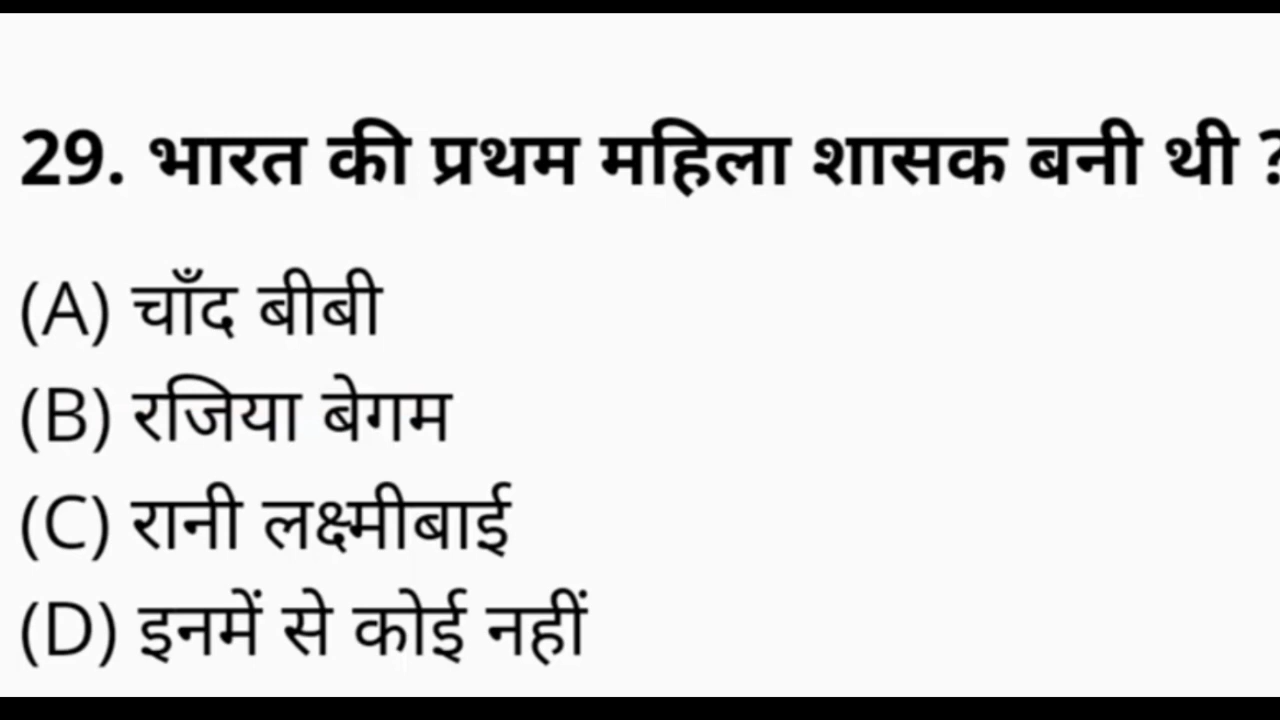 29. भारत की प्रथम महिला शासक बनी थी ?
(A) चाँद बीबी
(B) रजिया बेगम
(C) रानी लक्ष्मीबाई
(D) इनमें से कोई नहीं